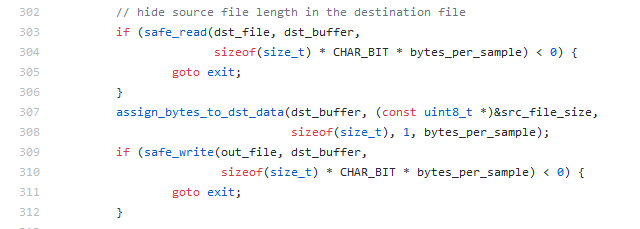 302 // hide source file length in the destination file
303 if (safe_read(dst_file, dst_buffer,
304 sizeof(size_t) * CHAR_BIT * bytes_per_sample) < 0) {
305 goto exit;
306 }
307 assign_bytes_to_dst_data(dst_buffer, (const uint8_t *)&src_file_size,
308 sizeof(size_t), 1, bytes_per_sample);
309 if (safe_write(out_file, dst_buffer,
310 sizeof(size_t) * CHAR_BIT * bytes_per_sample) < 0) {
311 goto exit;
312 }